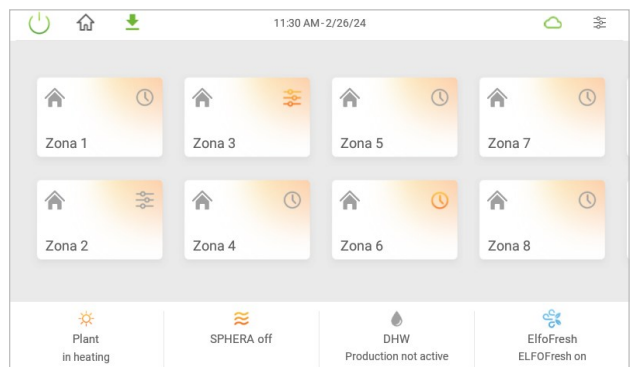 11:30 AM - 2/26/24
Zona 1
Zona 3
Zona 5
Zona 7
Zona 2
Zona 4
Zona 6
Zona 8
Plant
in heating
SPHERA off
DHW
Production not active
ElfoFresh
ELFOFresh on